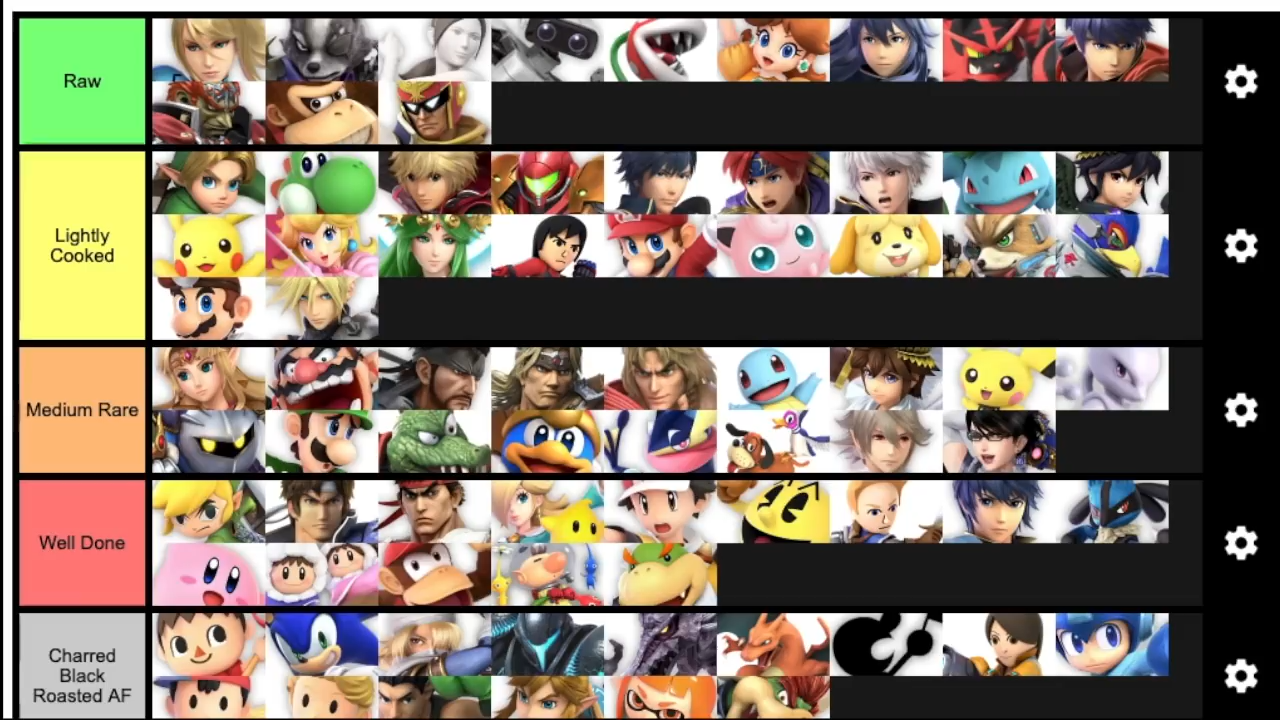 Raw
Lightly
Cooked
Medium Rare
Well Done
Charred
Black
Roasted AF